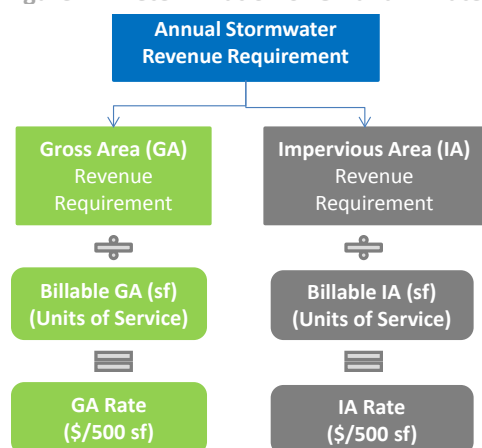 Annual Stormwater
Revenue Requirement
Gross Area (GA)
Revenue
Requirement
Impervious Area (IA)
Revenue
Requirement
Billable GA (sf)
(Units of Service)
Billable IA (sf)
(Units of Service)
GA Rate
($/500 sf)
IA Rate
($/500 sf)